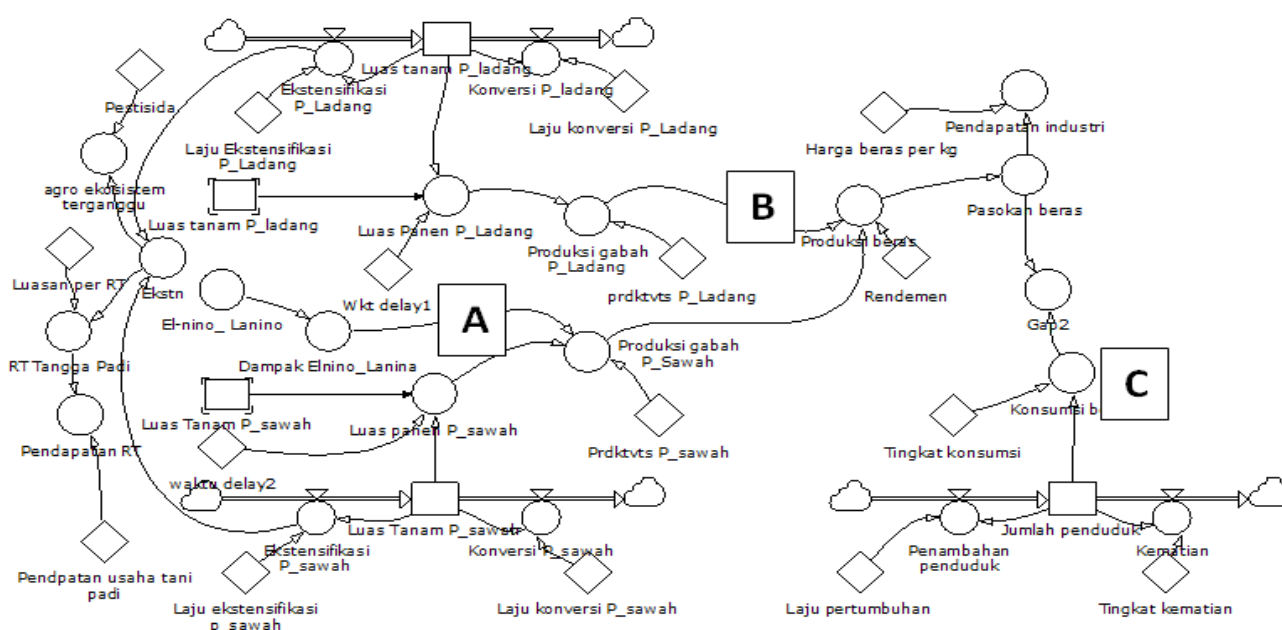 Luas tanam P_ladang
Ekstensifikasi
P_Ladang
Konversi P_ladang
Pestisida
Laju konversi P_Ladang
Laju Ekstensifikasi
P_Ladang
Harga beras per kg
Pendapatan industri
agro ekosistem
terganggu
Luas tanam P_ladang
Luas Panen P_Ladang
B
Pasokan beras
Produksi beras
Produksi gabah
P_Ladang
Luasan per RT
Ekstn
Wkt delay1
prdktvts P_Ladang
Rendemen
El-nino_ Lanino
A
Gap2
Produksi gabah
P_Sawah
RT Tangga Padi
Dampak Elnino_Lanina
C
Konsumsi
Luas Tanam P_sawah
Luas panen P_sawah
Pendapatan RT
Prdktvts P_sawah
Tingkat konsumsi
waktu delay2
Luas Tanam P_sawah
Ekstensifikasi
P_sawah
Konversi P_sawah
Jumlah penduduk
Penambahan
penduduk
Kematian
Pendpatan usaha tani
padi
Laju ekstensifikasi
p_sawah
Laju konversi P_sawah
Laju pertumbuhan
Tingkat kematian